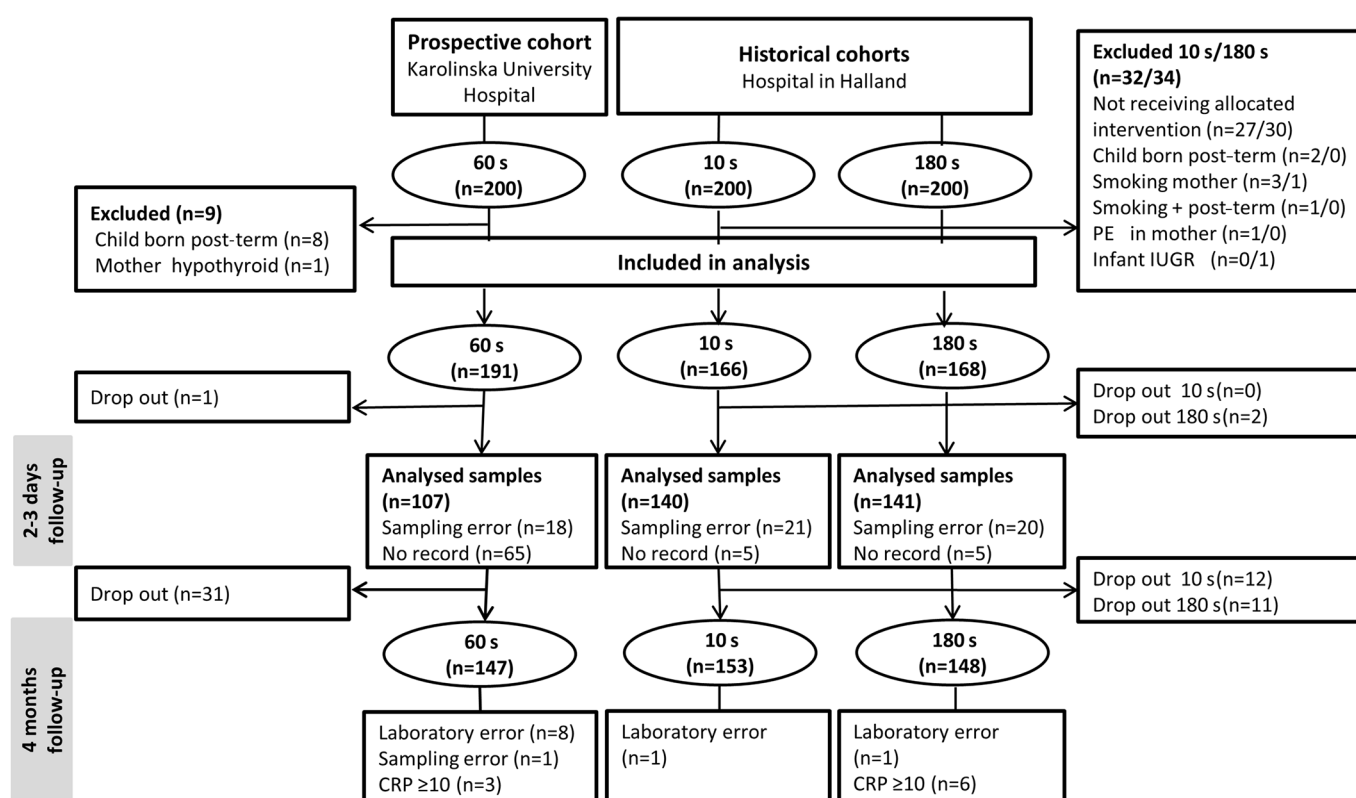 Prospective cohort
Karolinska University
Hospital
Historical cohorts
Hospital in Halland
Excluded 10 s/180 s
(n=32/34)
Not receiving allocated
intervention (n=27/30)
Child born post-term (n=2/0)
Smoking mother (n=3/1)
Smoking + post-term (n=1/0)
PE in mother (n=1/0)
Infant IUGR (n=0/1)
60 s
(n=200)
10 s
(n=200)
180 s
(n=200)
Excluded (n=9)
Child born post-term (n=8)
Mother hypothyroid (n=1)
Included in analysis
60 s
(n=191)
10 s
(n=166)
180 s
(n=168)
Drop out (n=1)
Drop out 10 s(n=0)
Drop out 180 s(n=2)
2-3 days
follow-up
Analysed samples
(n=107)
Sampling error (n=18)
No record (n=65)
Analysed samples
(n=140)
Sampling error (n=21)
No record (n=5)
Analysed samples
(n=141)
Sampling error (n=20)
No record (n=5)
Drop out (n=31)
Drop out 10 s(n=12)
Drop out 180 s(n=11)
4 months
follow-up
60 s
(n=147)
10 s
(n=153)
180 s
(n=148)
Laboratory error (n=8)
Sampling error (n=1)
CRP ≥10 (n=3)
Laboratory error
(n=1)
Laboratory error
(n=1)
CRP ≥10 (n=6)